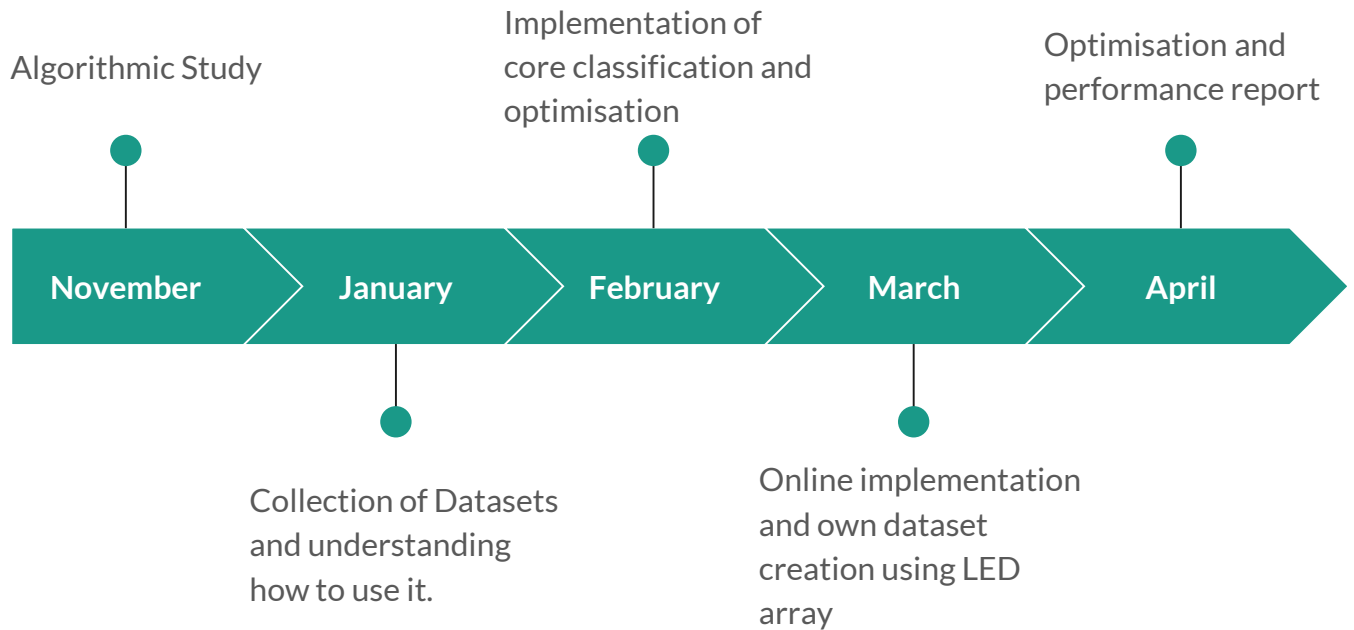 Algorithmic Study
Implementation of
core classification and
optimisation
Optimisation and
performance report
November
January
February
March
April
Collection of Datasets
and understanding
how to use it.
Online implementation
and own dataset
creation using LED
array